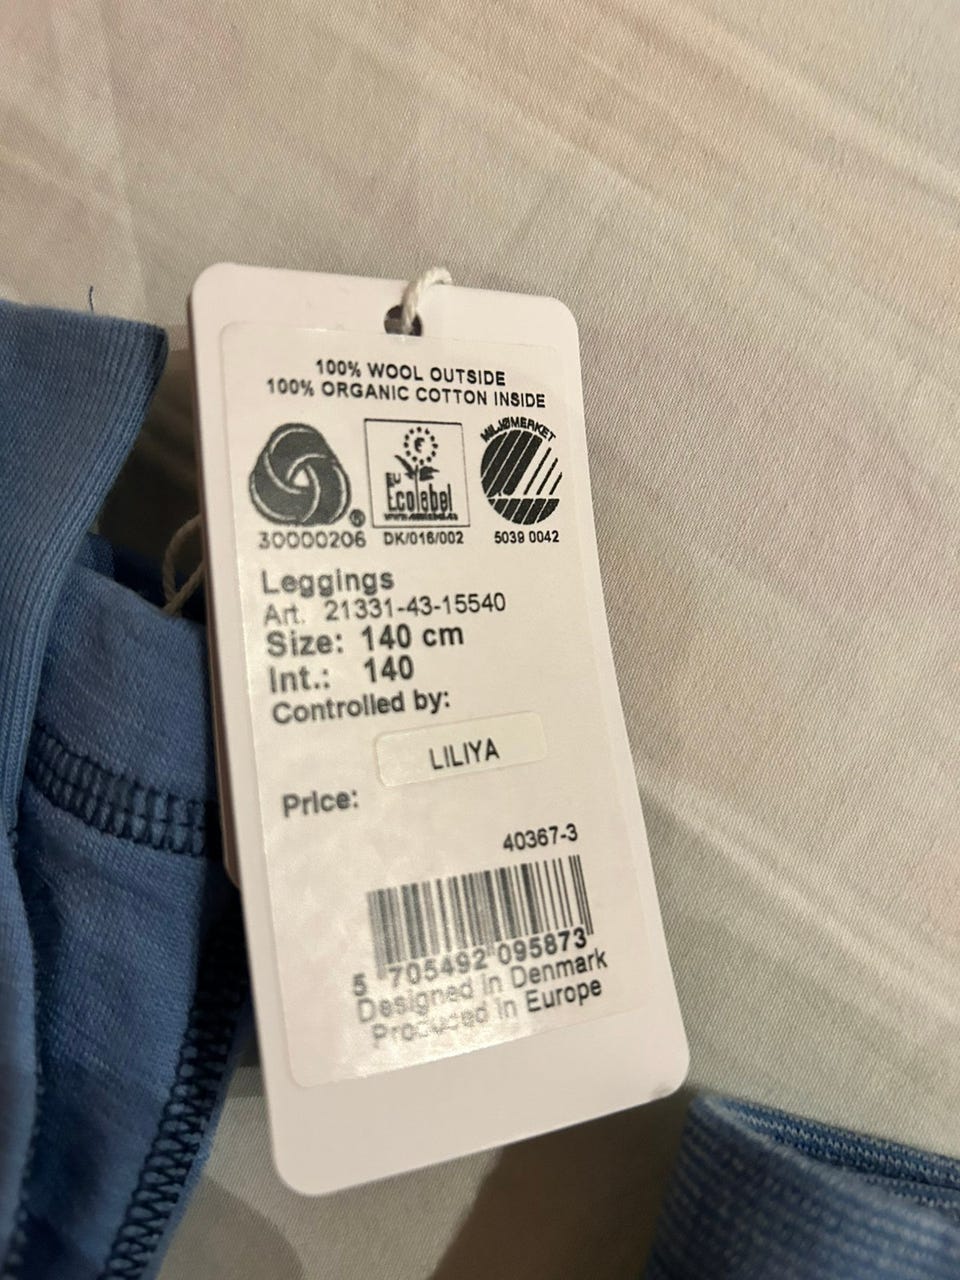 100% WOOL OUTSIDE
100% ORGANIC COTTON INSIDE
MILJØMERKET
EU
Ecolabel
®
30000206 DK/016/002 5039 0042
Leggings
Art. 21331-43-15540
Size: 140 cm
Int.: 140
Controlled by:
LILIYA
Price:
40367-3
5 705492 095873
Designed in Denmark
Produced in Europe